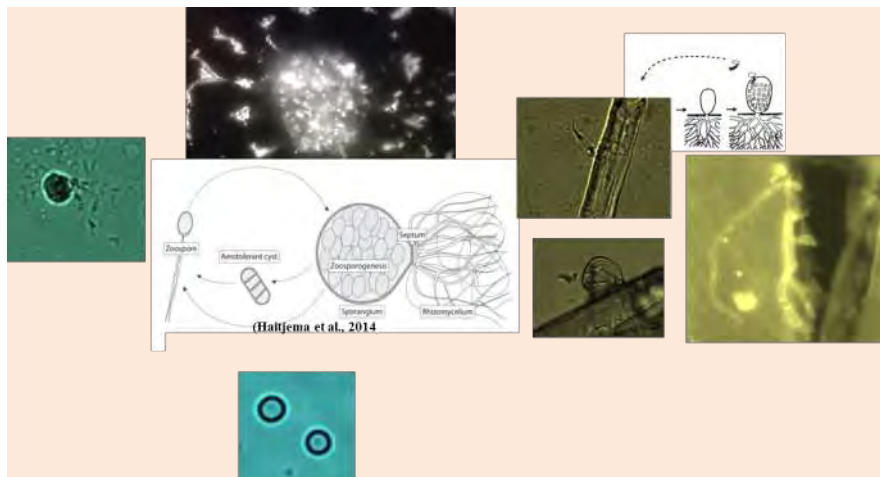 Septum
Zoospore
Aerotolerant cyst
Zoosporogenesis
Sporangium
Rhizomycelium
(Haitjema et al., 2014